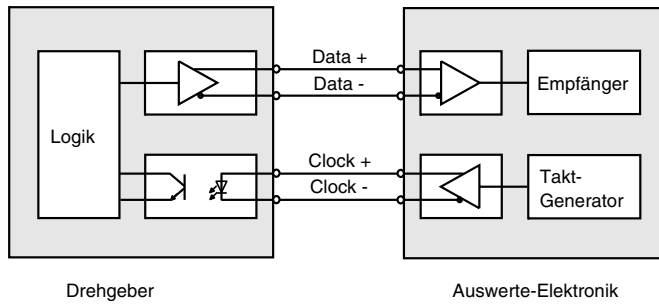 Data +
Data -
Empfänger
Logik
Clock +
Clock -
Takt-
Generator
Drehgeber
Auswerte-Elektronik